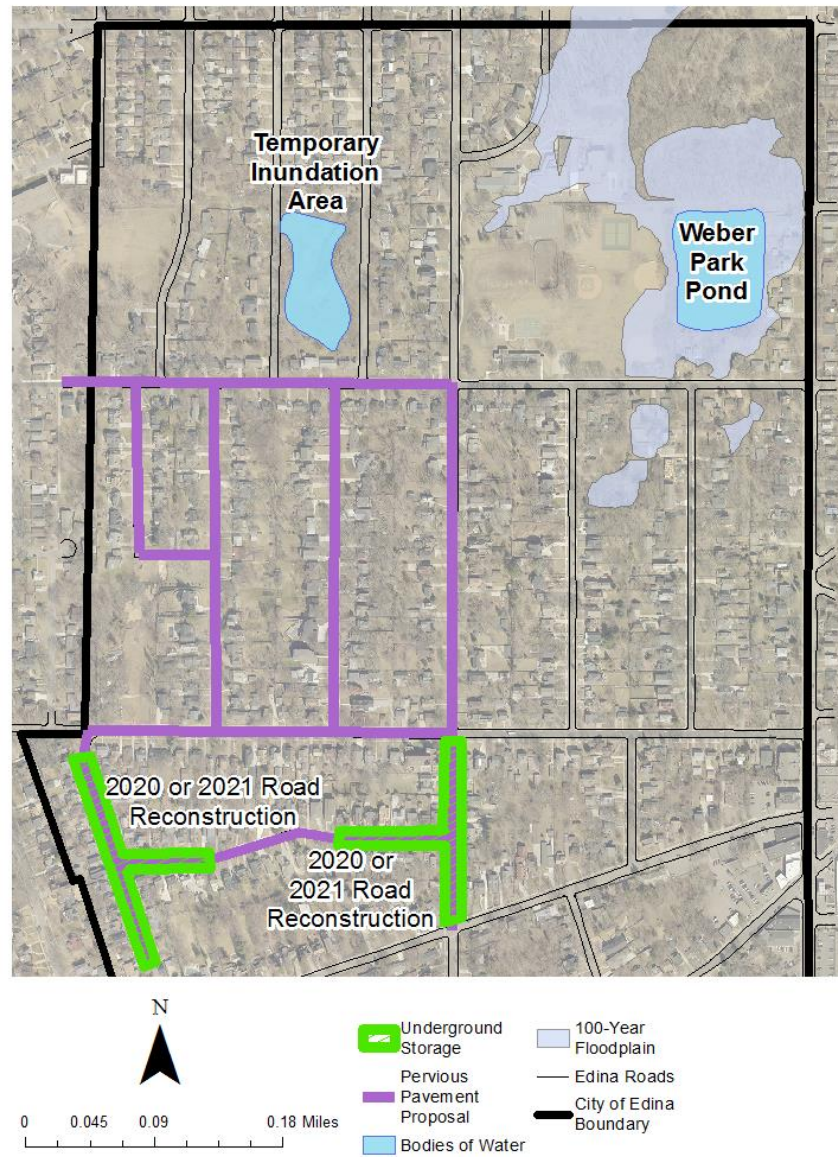 Temporary
Inundation
Area
Weber
Park
Pond
2020 or 2021 Road
Reconstruction
2020 or
2021 Road
Reconstruction
N
0 0.045 0.09 0.18 Miles
Underground
Storage
Pervious
Pavement
Proposal
Bodies of Water
100-Year
Floodplain
Edina Roads
City of Edina
Boundary